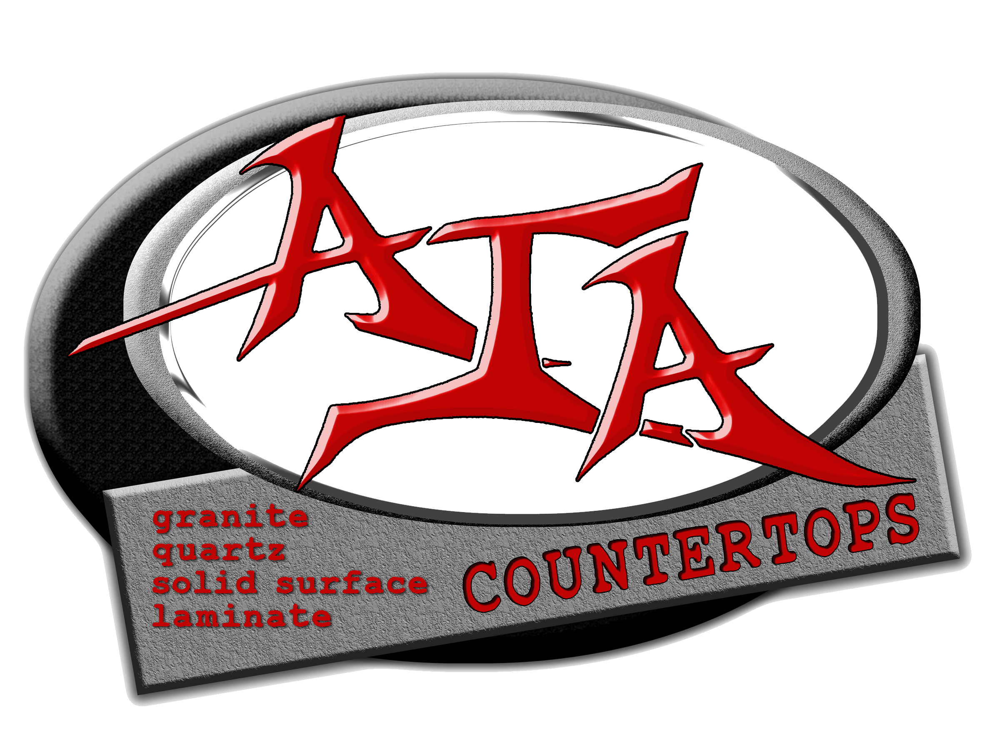 ATA
granite
quartz
solid surface
laminate
COUNTERTOPS